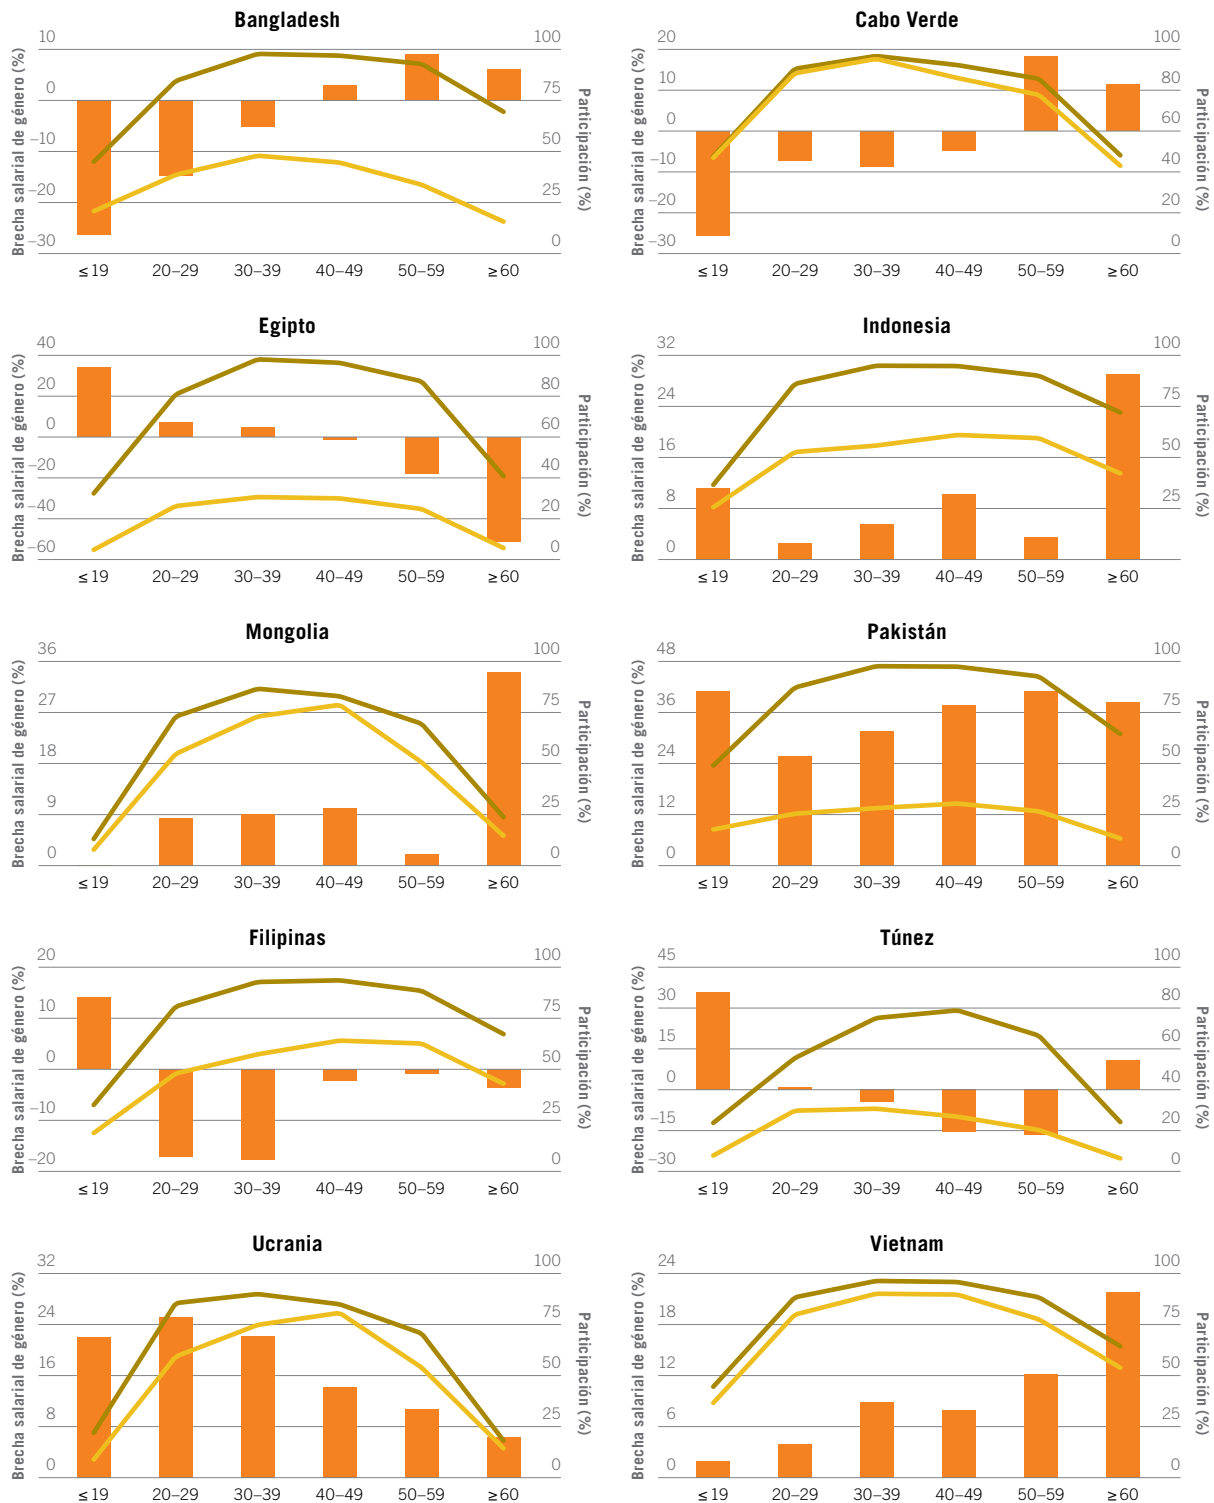 Bangladesh
Brecha salarial de género (%)
10
0
−10
−20
−30
100
75
50
25
0
Participación (%)
≤ 19 20–29 30–39 40–49 50–59 ≥ 60
Cabo Verde
Brecha salarial de género (%)
20
10
0
−10
−20
−30
100
80
60
40
20
0
Participación (%)
≤ 19 20–29 30–39 40–49 50–59 ≥ 60
Egipto
Brecha salarial de género (%)
40
20
0
−20
−40
−60
100
80
60
40
20
0
Participación (%)
≤ 19 20–29 30–39 40–49 50–59 ≥ 60
Indonesia
Brecha salarial de género (%)
32
24
16
8
0
100
75
50
25
0
Participación (%)
≤ 19 20–29 30–39 40–49 50–59 ≥ 60
Mongolia
Brecha salarial de género (%)
36
27
18
9
0
100
75
50
25
0
Participación (%)
≤ 19 20–29 30–39 40–49 50–59 ≥ 60
Pakistán
Brecha salarial de género (%)
48
36
24
12
0
100
75
50
25
0
Participación (%)
≤ 19 20–29 30–39 40–49 50–59 ≥ 60
Filipinas
Brecha salarial de género (%)
20
10
0
−10
−20
100
75
50
25
0
Participación (%)
≤ 19 20–29 30–39 40–49 50–59 ≥ 60
Túnez
Brecha salarial de género (%)
45
30
15
0
−15
−30
100
80
60
40
20
0
Participación (%)
≤ 19 20–29 30–39 40–49 50–59 ≥ 60
Ucrania
Brecha salarial de género (%)
32
24
16
8
0
100
75
50
25
0
Participación (%)
≤ 19 20–29 30–39 40–49 50–59 ≥ 60
Vietnam
Brecha salarial de género (%)
24
18
12
6
0
100
75
50
25
0
Participación (%)
≤ 19 20–29 30–39 40–49 50–59 ≥ 60